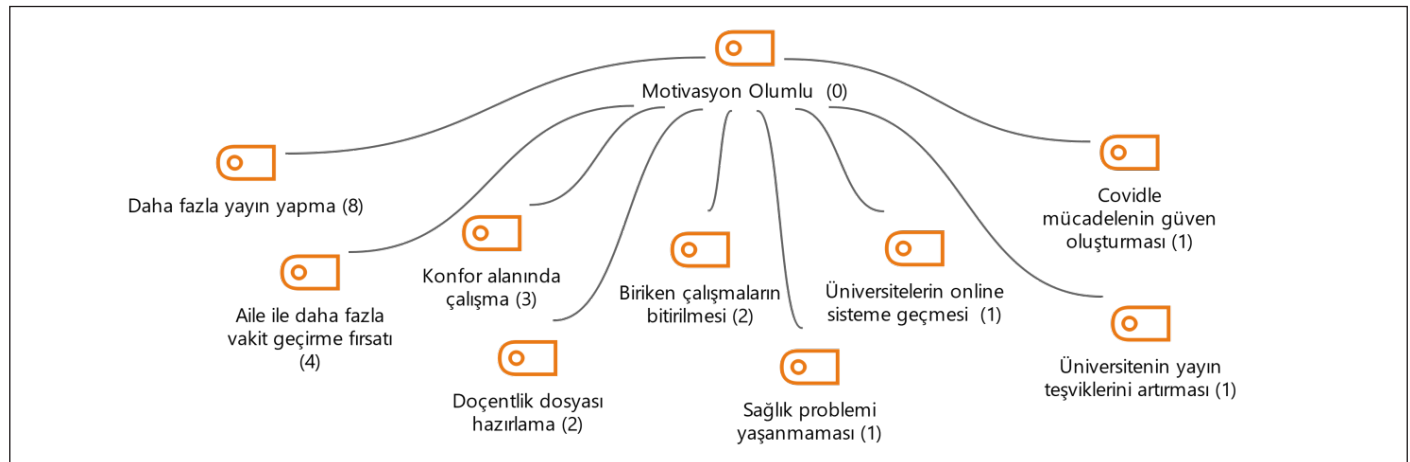 Motivasyon Olumlu (0)
Daha fazla yayın yapma (8)
Aile ile daha fazla
vakit geçirme fırsatı
(4)
Konfor alanında
çalışma (3)
Doçentlik dosyası
hazırlama (2)
Biriken çalışmaların
bitirilmesi (2)
Sağlık problemi
yaşanmaması (1)
Üniversitelerin online
sisteme geçmesi (1)
Covidle
mücadelenin güven
oluşturması (1)
Üniversitenin yayın
teşviklerini artırması (1)